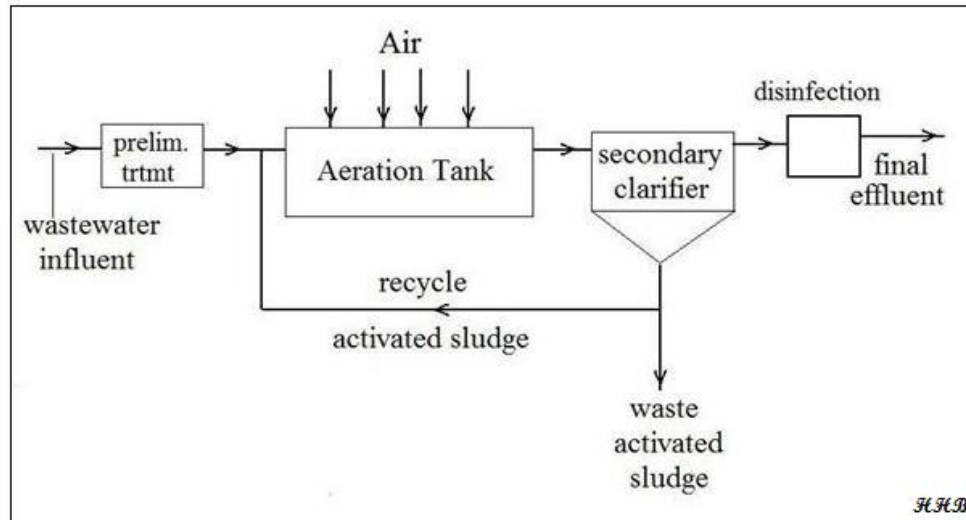 Air
disinfection
prelim.
trtmt
Aeration Tank
secondary
clarifier
final
effluent
wastewater
influent
recycle
activated sludge
waste
activated
sludge
HHB